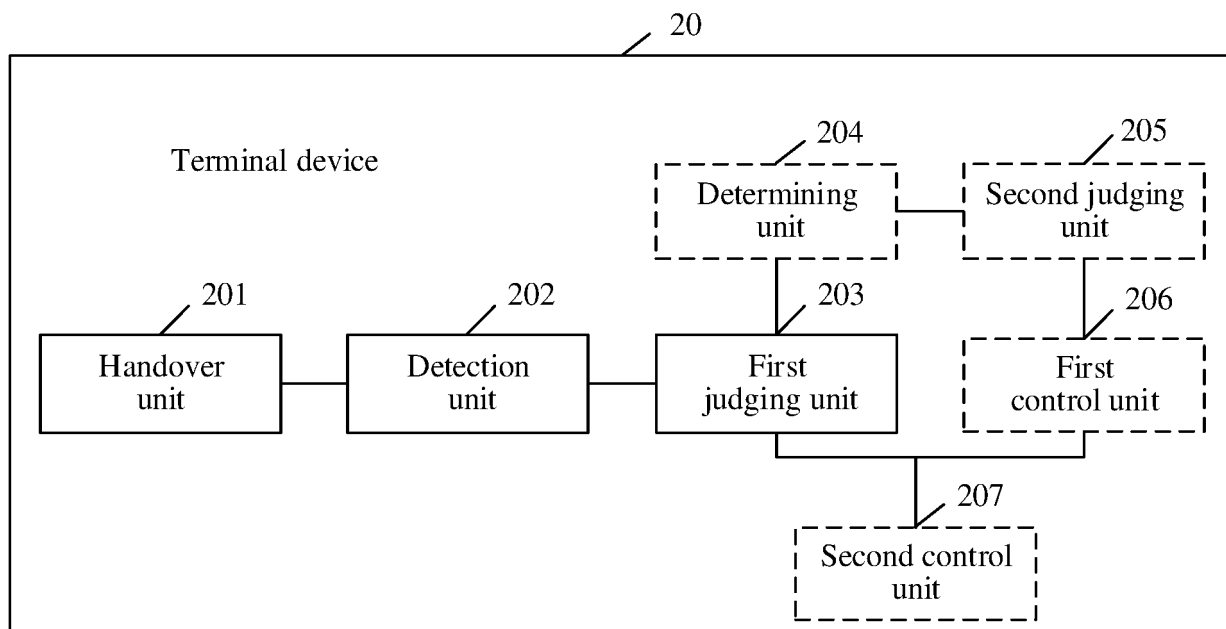 20
Terminal device
204
205
Determining
unit
Second judging
unit
201
202
203
206
Handover
unit
Detection
unit
First
judging unit
First
control unit
207
Second control
unit